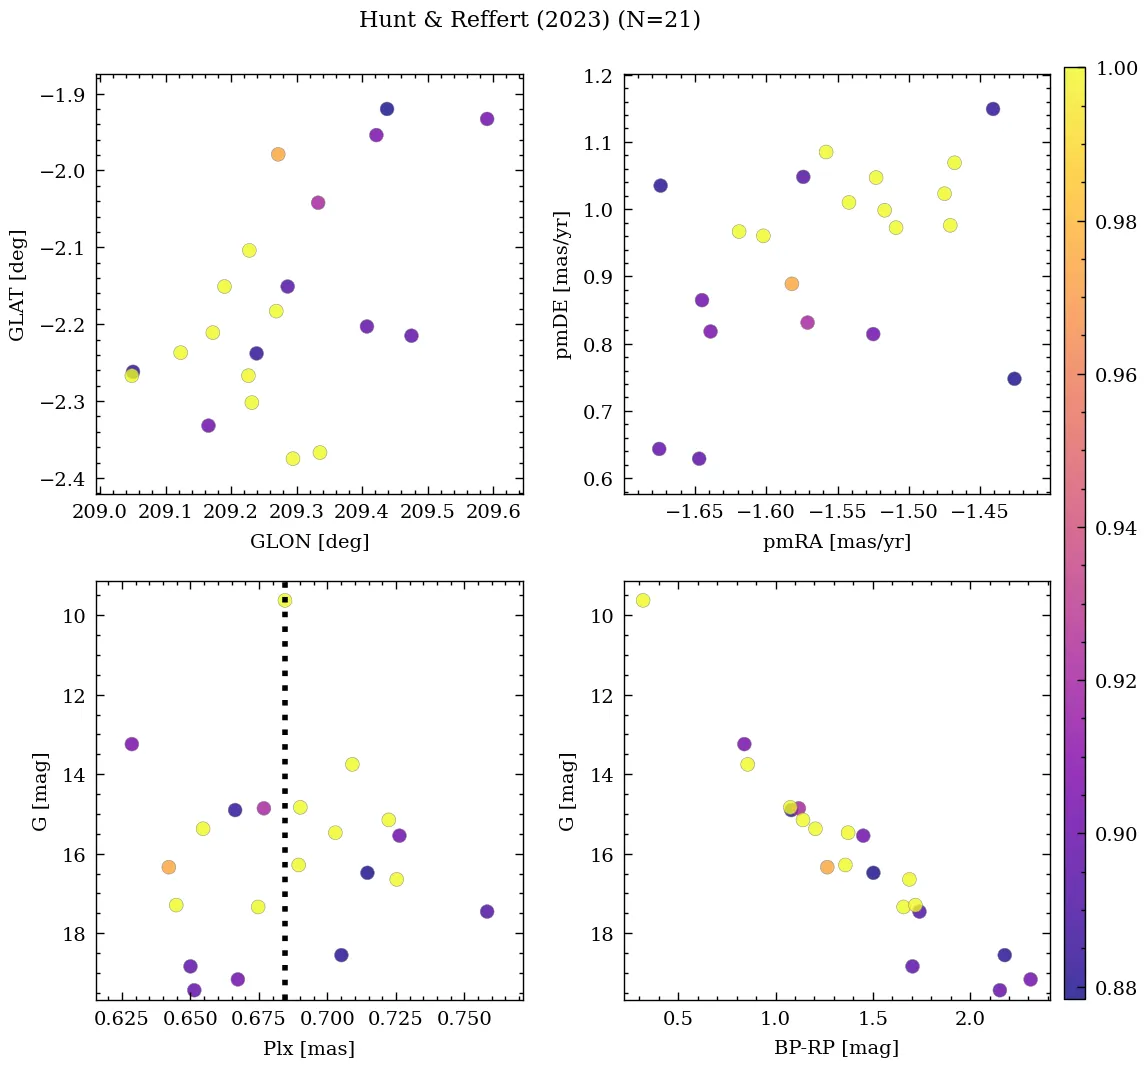 Hunt & Reffert (2023) (N=21)
−1.9
−2.0
−2.1
−2.2
−2.3
−2.4
GLAT [deg]
209.0 209.1 209.2 209.3 209.4 209.5 209.6
GLON [deg]
1.2
1.1
1.0
0.9
0.8
0.7
0.6
pmDE [mas/yr]
−1.65 −1.60 −1.55 −1.50 −1.45
pmRA [mas/yr]
10
12
14
16
18
G [mag]
0.625 0.650 0.675 0.700 0.725 0.750
Plx [mas]
10
12
14
16
18
G [mag]
0.5 1.0 1.5 2.0
BP-RP [mag]
1.00
0.98
0.96
0.94
0.92
0.90
0.88